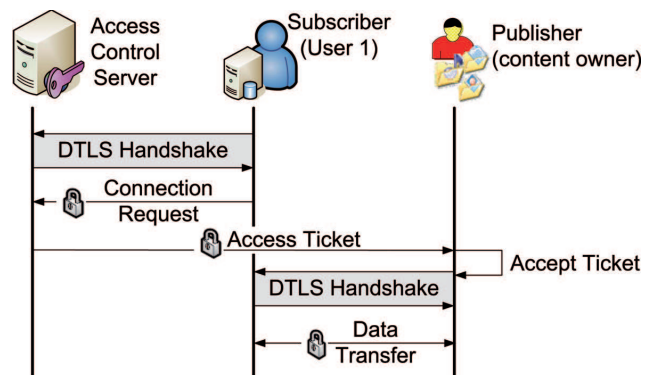 Access
Control
Server
Subscriber
(User 1)
Publisher
(content owner)
DTLS Handshake
Connection
Request
Access Ticket
Accept Ticket
DTLS Handshake
Data
Transfer